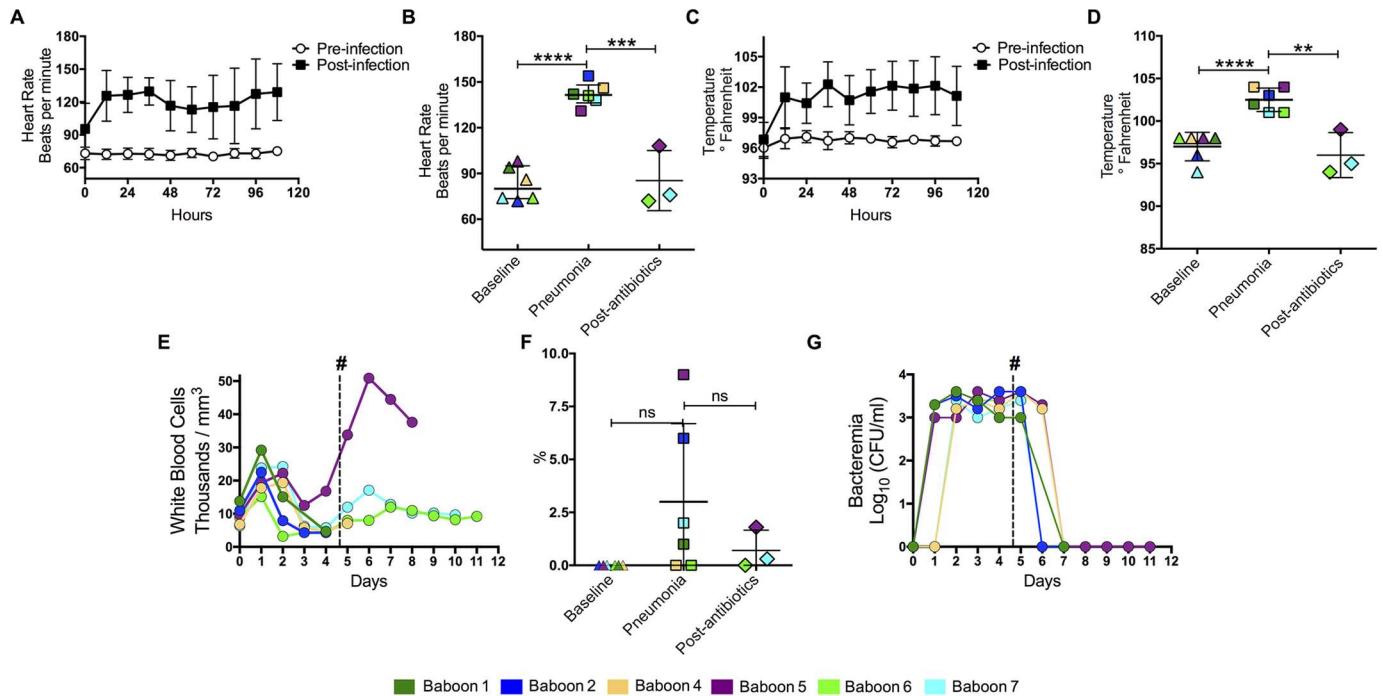 A
Heart Rate
Beats per minute
180
150
120
90
60
0
24
48
72
96
120
Hours
Pre-infection
Post-infection
B
Heart Rate
Beats per minute
180
150
120
90
60
****
***
Baseline
Pneumonia
Post-antibiotics
C
Temperature
° Fahrenheit
105
102
99
96
93
0
24
48
72
96
120
Hours
Pre-infection
Post-infection
D
Temperature
° Fahrenheit
110
105
100
95
90
85
****
**
Baseline
Pneumonia
Post-antibiotics
E
White Blood Cells
Thousands / mm3
50
40
30
20
10
0
#
0 1 2 3 4 5 6 7 8 9 10 11 12
Days
F
%
10.0
7.5
5.0
2.5
0.0
ns
ns
Baseline
Pneumonia
Post-antibiotics
G
Bacteremia
Log10 (CFU/ml)
4
3
2
1
0
#
0 1 2 3 4 5 6 7 8 9 10 11 12
Days
Baboon 1
Baboon 2
Baboon 4
Baboon 5
Baboon 6
Baboon 7